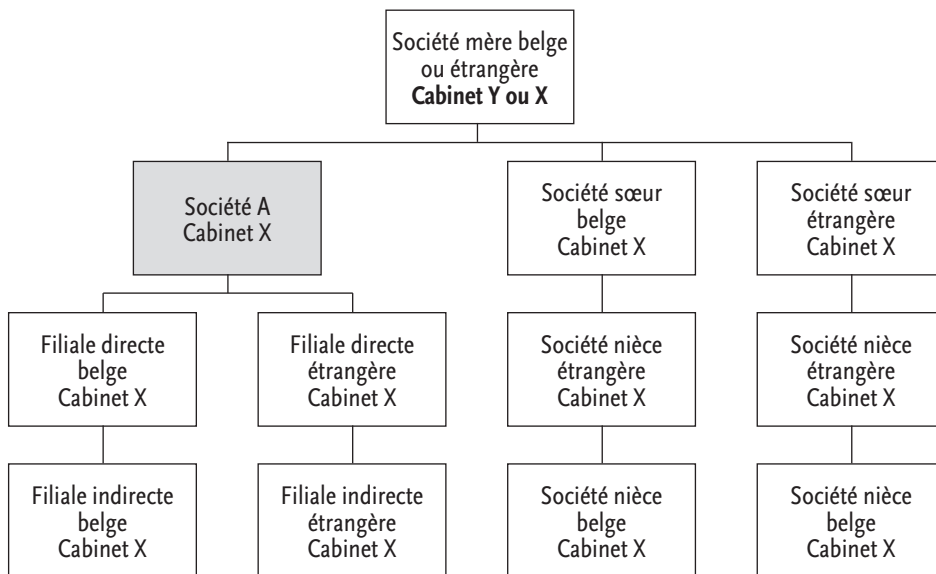 Société mère belge
ou étrangère
Cabinet Y ou X
Société A
Cabinet X
Société sœur
belge
Cabinet X
Société sœur
étrangère
Cabinet X
Filiale directe
belge
Cabinet X
Filiale directe
étrangère
Cabinet X
Société nièce
étrangère
Cabinet X
Société nièce
étrangère
Cabinet X
Filiale indirecte
belge
Cabinet X
Filiale indirecte
étrangère
Cabinet X
Société nièce
belge
Cabinet X
Société nièce
belge
Cabinet X